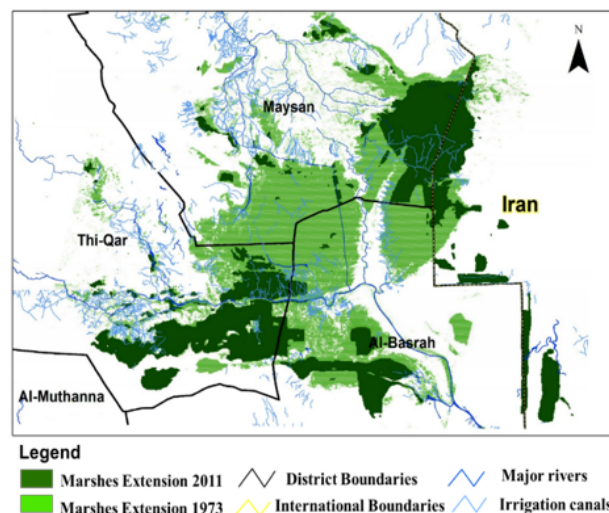 N
Maysan
Iran
Thi-Qar
Al-Basrah
Al-Muthanna
Legend
Marshes Extension 2011 District Boundaries Major rivers
Marshes Extension 1973 International Boundaries Irrigation canals